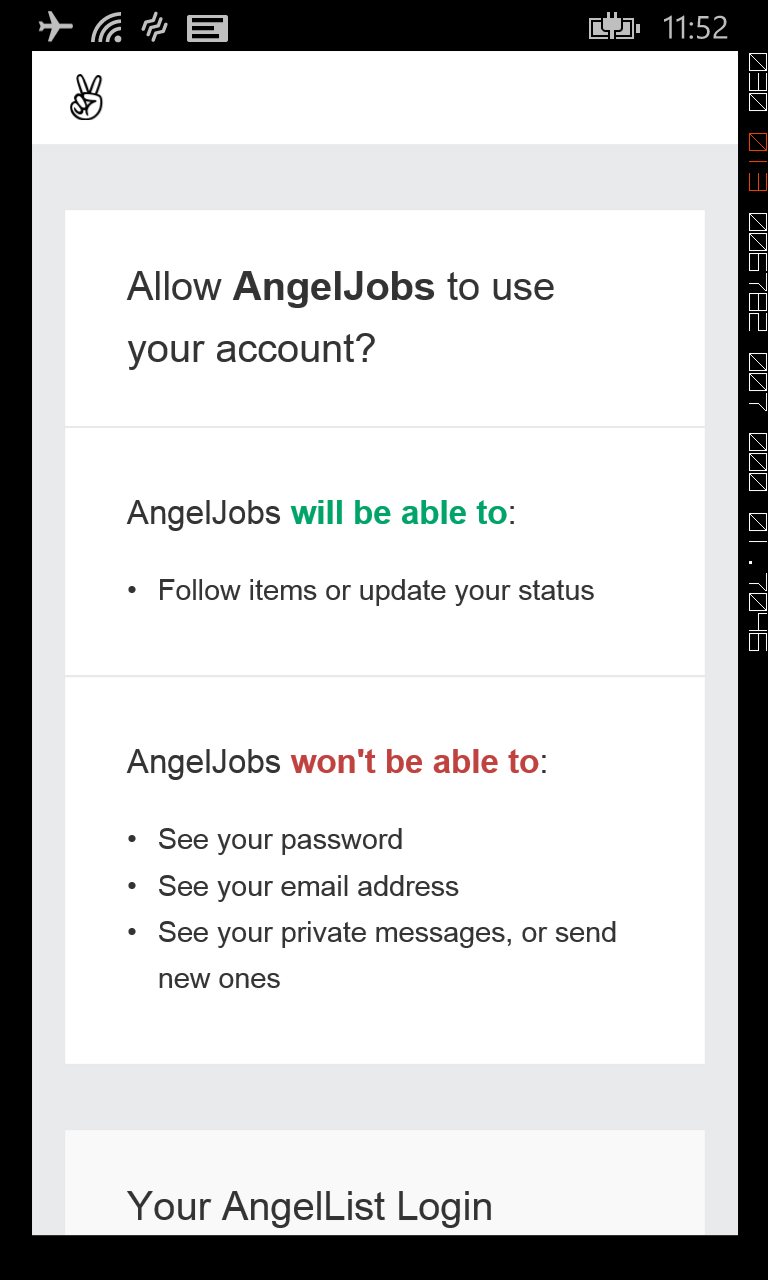 11:52
Allow AngelJobs to use
your account?
AngelJobs will be able to:
• Follow items or update your status
AngelJobs won't be able to:
• See your password
• See your email address
• See your private messages, or send
new ones
Your AngelList Login